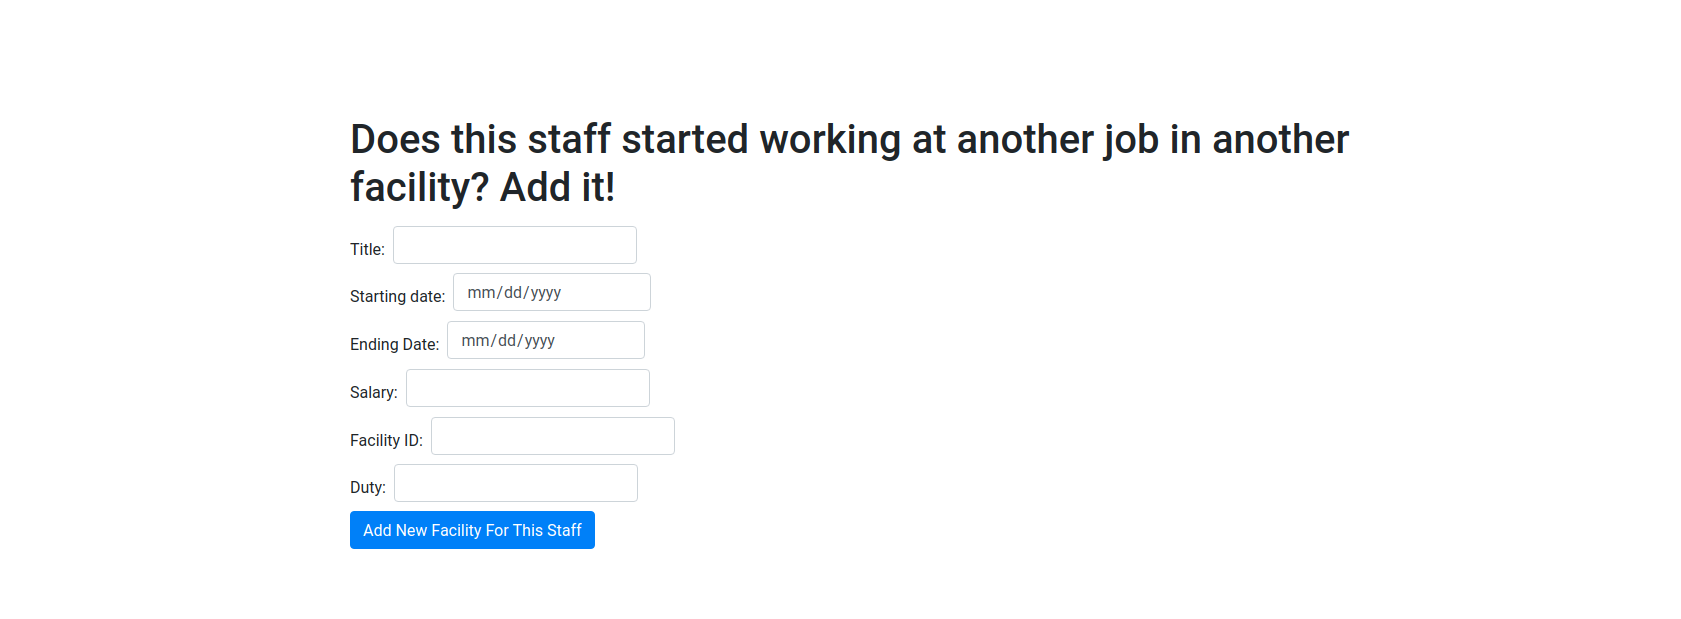 Does this staff started working at another job in another
facility? Add it!
Title:
Starting date: mm/dd/yyyy
Ending Date: mm/dd/yyyy
Salary:
Facility ID:
Duty:
Add New Facility For This Staff